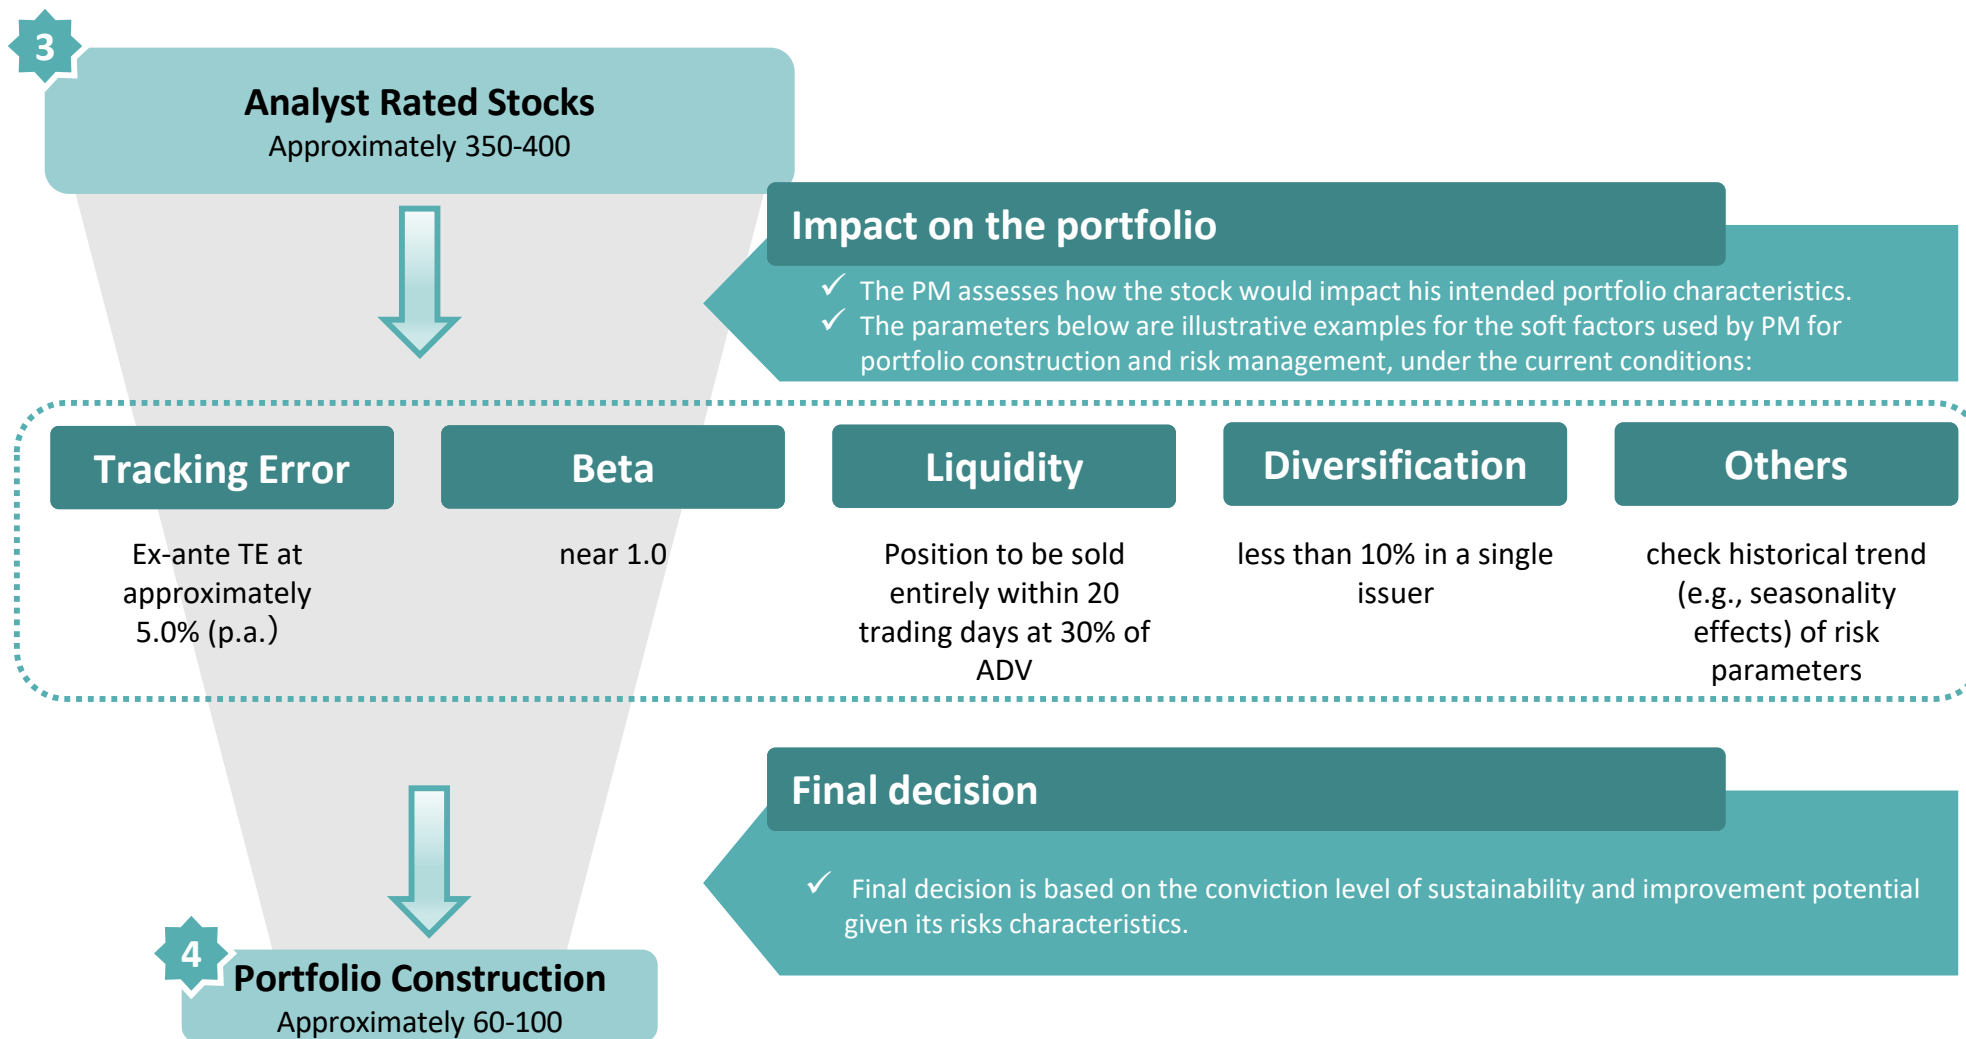 3
Analyst Rated Stocks
Approximately 350-400
Impact on the portfolio
✓ The PM assesses how the stock would impact his intended portfolio characteristics.
✓ The parameters below are illustrative examples for the soft factors used by PM for
portfolio construction and risk management, under the current conditions:
Tracking Error
Ex-ante TE at
approximately
5.0% (p.a.）
Beta
near 1.0
Liquidity
Position to be sold
entirely within 20
trading days at 30% of
ADV
Diversification
less than 10% in a single
issuer
Others
check historical trend
(e.g., seasonality
effects) of risk
parameters
Final decision
✓ Final decision is based on the conviction level of sustainability and improvement potential
given its risks characteristics.
4
Portfolio Construction
Approximately 60-100